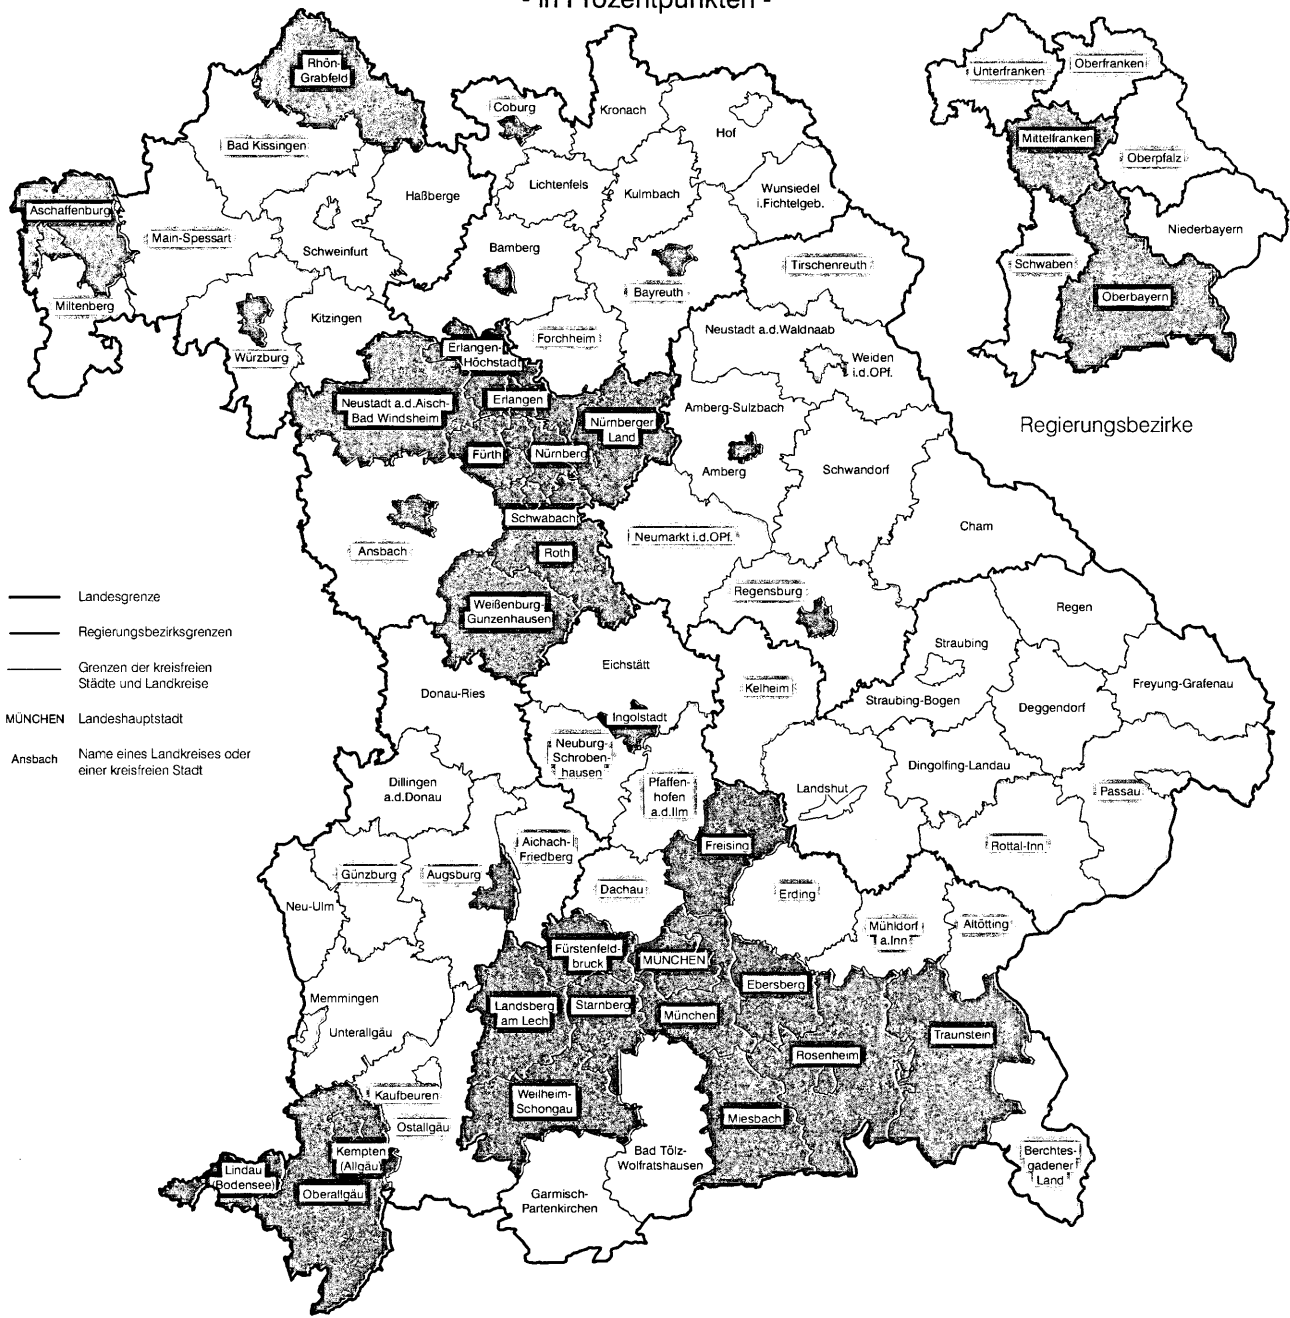 - in Prozentpunkten -
Rhön-
Grabfeld
Coburg
Kronach
Hof
Bad Kissingen
Lichtenfels
Kulmbach
Wunsiedel
i.Fichtelgeb.
Haßberge
Aschaffenburg
Main-Spessart
Schweinfurt
Bamberg
Bayreuth
Tirschenreuth
Miltenberg
Kitzingen
Würzburg
Forchheim
Erlangen-
Höchstadt
Neustadt a.d.Waldnaab
Weiden
i.d.OPf.
Neustadt a.d.Aisch-
Bad Windsheim
Erlangen
Nürnberger
Land
Amberg-Sulzbach
Fürth
Nürnberg
Amberg
Schwandorf
Schwabach
Ansbach
Roth
Neumarkt i.d.OPf.
Cham
Weißenburg-
Gunzenhausen
Regensburg
Regen
Straubing
Eichstätt
Donau-Ries
Kelheim
Straubing-Bogen
Deggendorf
Freyung-Grafenau
Ingolstadt
Neuburg-
Schroben-
hausen
Dillingen
a.d.Donau
Pfaffen-
hofen
a.d.Ilm
Landshut
Dingolfing-Landau
Passau
Aichach-
Friedberg
Freising
Rottal-Inn
Günzburg
Augsburg
Dachau
Erding
Neu-Ulm
Mühldorf
a.Inn
Altötting
Fürstenfeld-
bruck
MÜNCHEN
Ebersberg
Landsberg
am Lech
Starnberg
München
Memmingen
Unterallgäu
Rosenheim
Traunstein
Kaufbeuren
Weilheim-
Schongau
Miesbach
Ostallgäu
Kempten
(Allgäu)
Lindau
(Bodensee)
Oberallgäu
Bad Tölz-
Wolfratshausen
Berchtes-
gadener
Land
Garmisch-
Partenkirchen
Unterfranken
Oberfranken
Mittelfranken
Oberpfalz
Niederbayern
Schwaben
Oberbayern
Regierungsbezirke
Landesgrenze
Regierungsbezirksgrenzen
Grenzen der kreisfreien
Städte und Landkreise
MÜNCHEN Landeshauptstadt
Ansbach Name eines Landkreises oder
einer kreisfreien Stadt